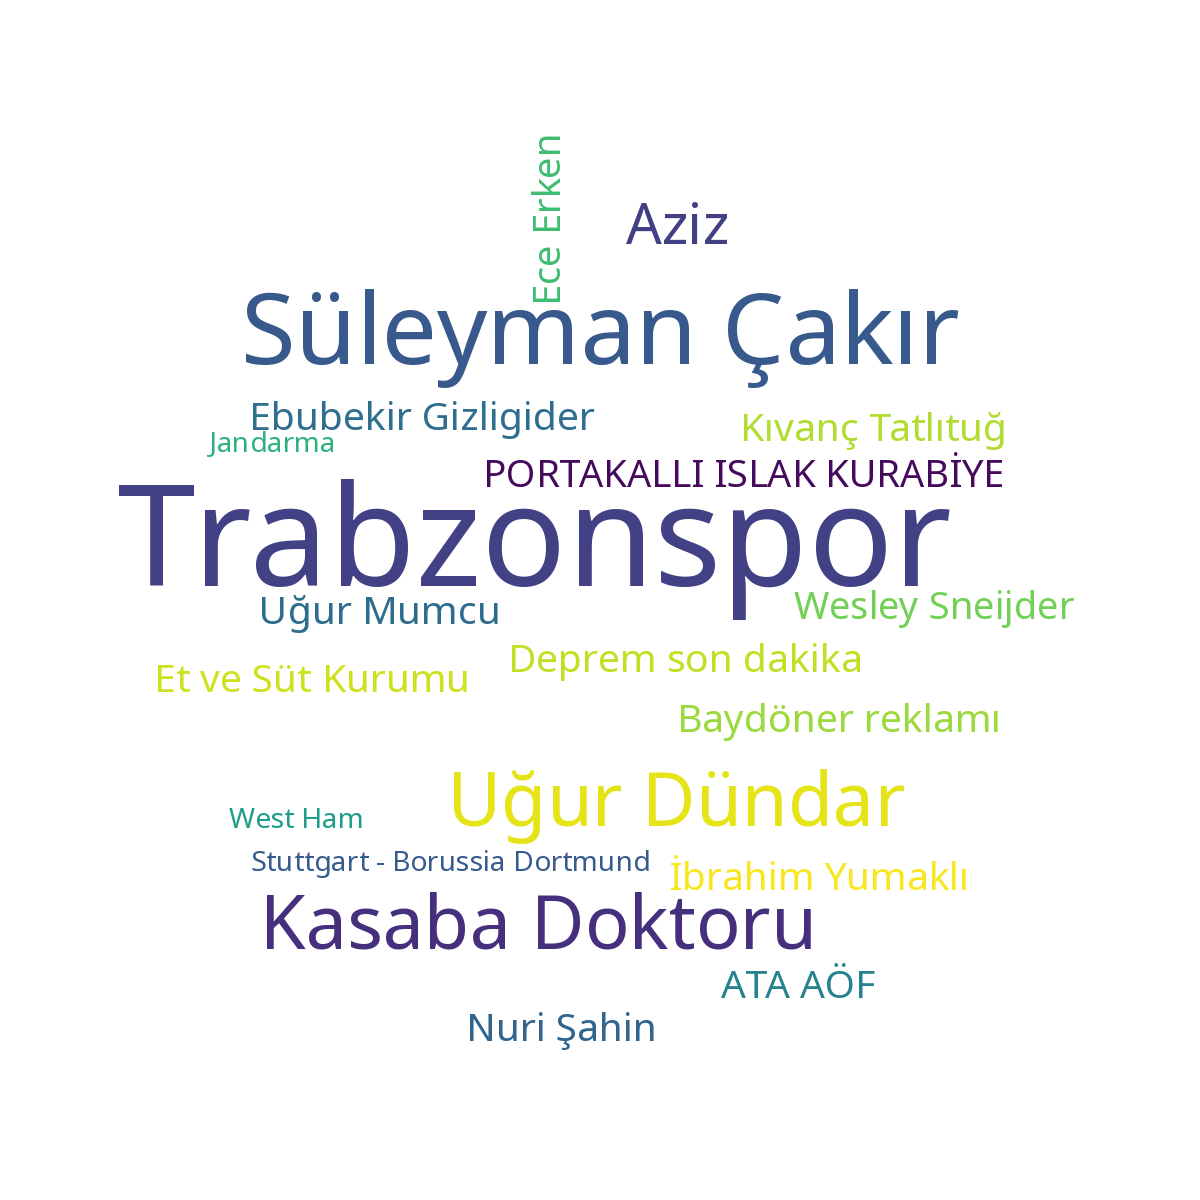 Ece Erken
Aziz
Süleyman Çakır
Ebubekir Gizligider
Kıvanç Tatlıtuğ
Jandarma
PORTAKALLI ISLAK KURABİYE
Trabzonspor
Uğur Mumcu
Wesley Sneijder
Deprem son dakika
Et ve Süt Kurumu
Baydöner reklamı
Uğur Dündar
West Ham
Stuttgart - Borussia Dortmund
İbrahim Yumaklı
Kasaba Doktoru
ATA AÖF
Nuri Şahin